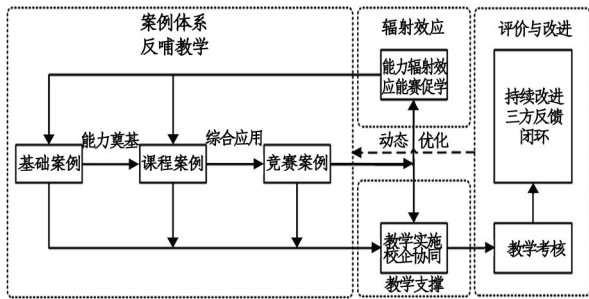 案例体系
反哺教学
辐射效应
评价与改进
能力辐射效
应能赛促学
持续改进
三方反馈
闭环
能力奠基
综合应用
动态 优化
基础案例
课程案例
竞赛案例
教学实施
校企协同
教学考核
教学支撑